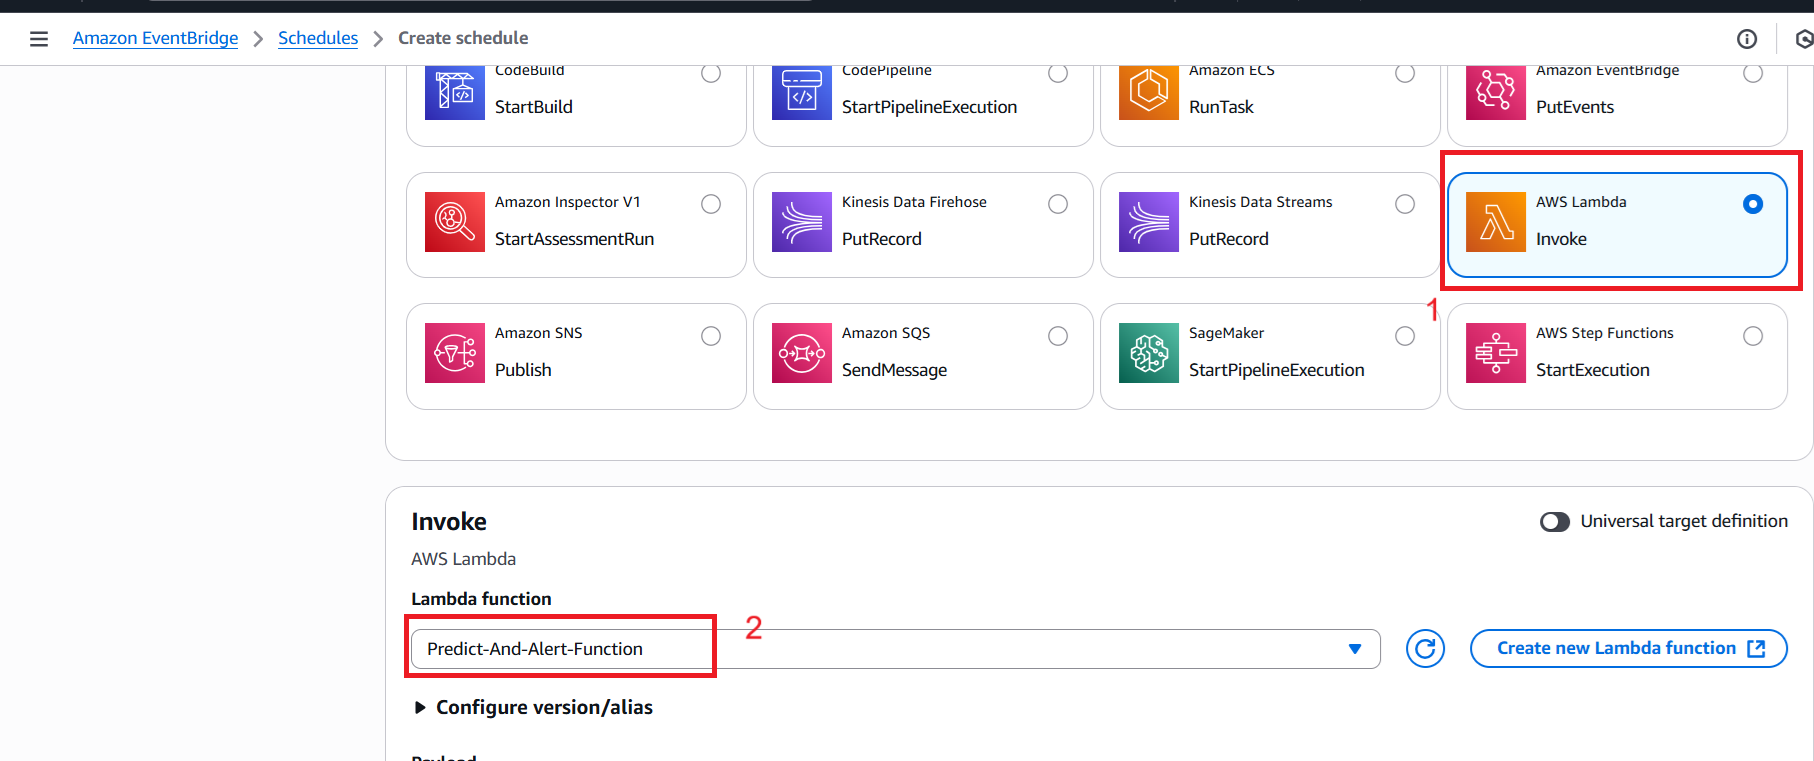 Amazon EventBridge > Schedules > Create schedule
CodeBuild
StartBuild
CodePipeline
StartPipelineExecution
Amazon ECS
RunTask
Amazon EventBridge
PutEvents
Amazon Inspector V1
StartAssessmentRun
Kinesis Data Firehose
PutRecord
Kinesis Data Streams
PutRecord
AWS Lambda
Invoke
1
Amazon SNS
Publish
Amazon SQS
SendMessage
SageMaker
StartPipelineExecution
AWS Step Functions
StartExecution
Invoke
Universal target definition
AWS Lambda
Lambda function
2
Predict-And-Alert-Function
Create new Lambda function
Configure version/alias
Payload